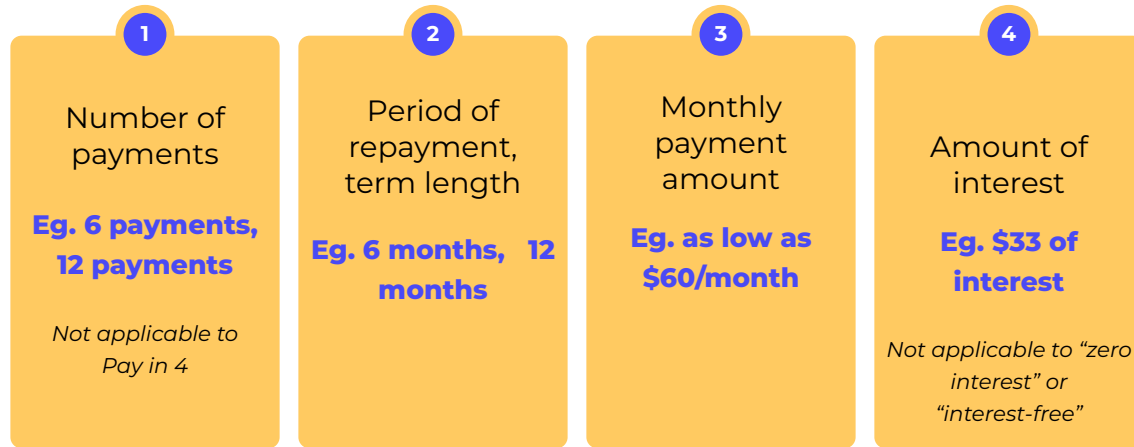 1
Number of
payments
Eg. 6 payments,
12 payments
Not applicable to
Pay in 4
2
Period of
repayment,
term length
Eg. 6 months, 12
months
3
Monthly
payment
amount
Eg. as low as
$60/month
4
Amount of
interest
Eg. $33 of
interest
Not applicable to “zero
interest” or
“interest-free”